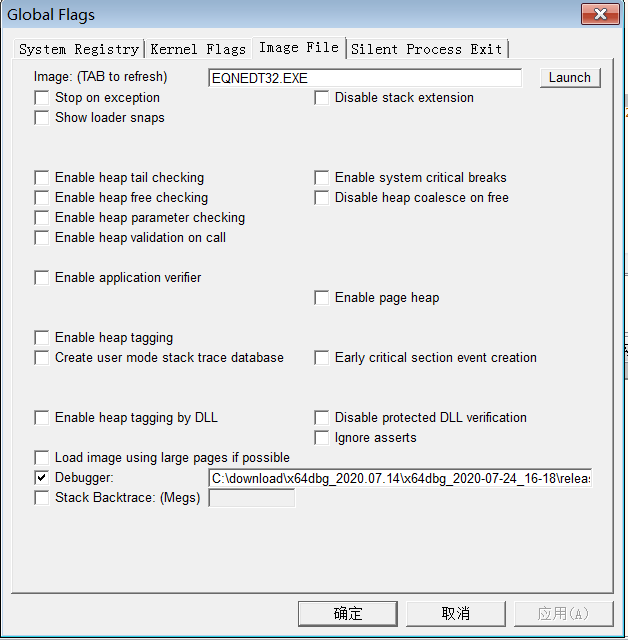 Global Flags
System Registry Kernel Flags Image File Silent Process Exit
Image: (TAB to refresh) EQNEDT32.EXE Launch
Stop on exception Disable stack extension
Show loader snaps
Enable heap tail checking Enable system critical breaks
Enable heap free checking Disable heap coalesce on free
Enable heap parameter checking
Enable heap validation on call
Enable application verifier
Enable page heap
Enable heap tagging
Create user mode stack trace database Early critical section event creation
Enable heap tagging by DLL Disable protected DLL verification
Ignore asserts
Load image using large pages if possible
Debugger: C:\download\x64dbg_2020.07.14\x64dbg_2020-07-24_16-18\releas
Stack Backtrace: (Megs)
确定 取消 应用(A)